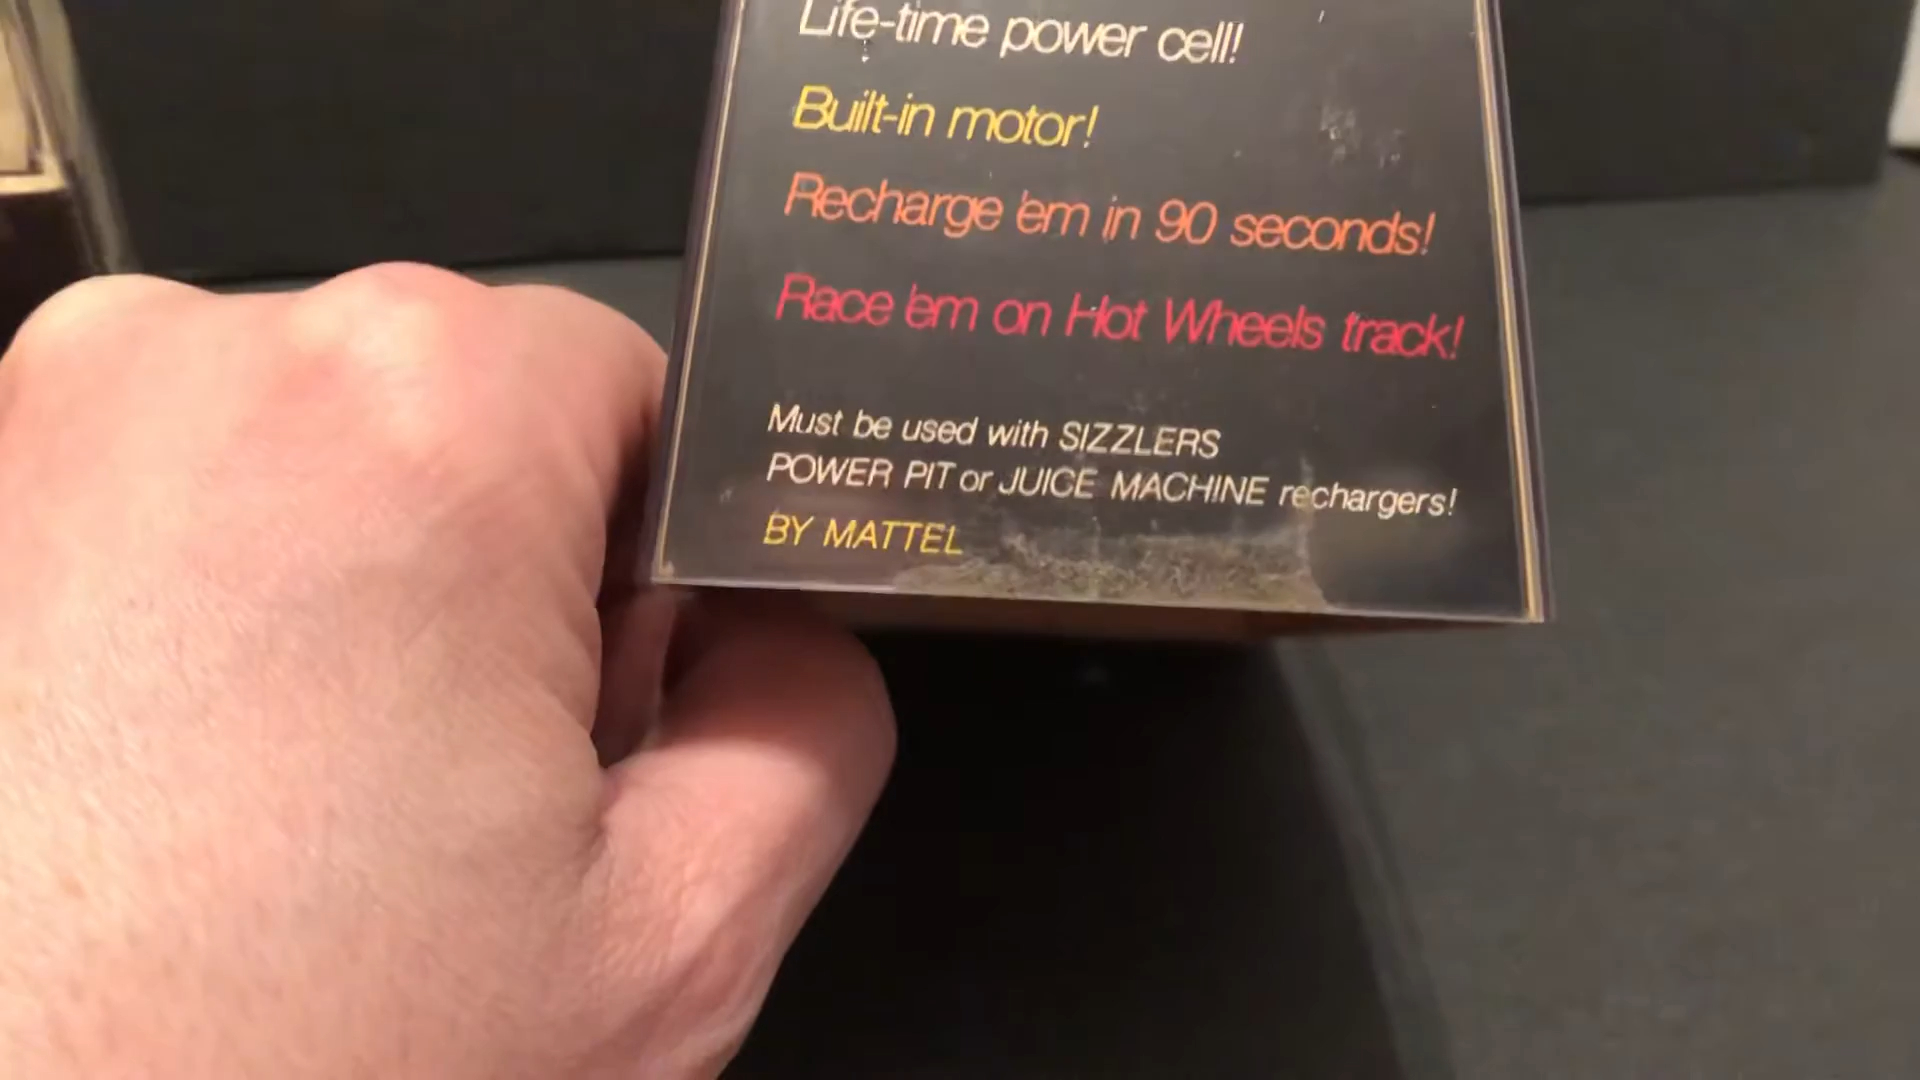 Life-time power cell!
Built-in motor!
Recharge 'em in 90 seconds!
Race 'em on Hot Wheels track!
Must be used with SIZZLERS
POWER PIT or JUICE MACHINE rechargers!
BY MATTEL